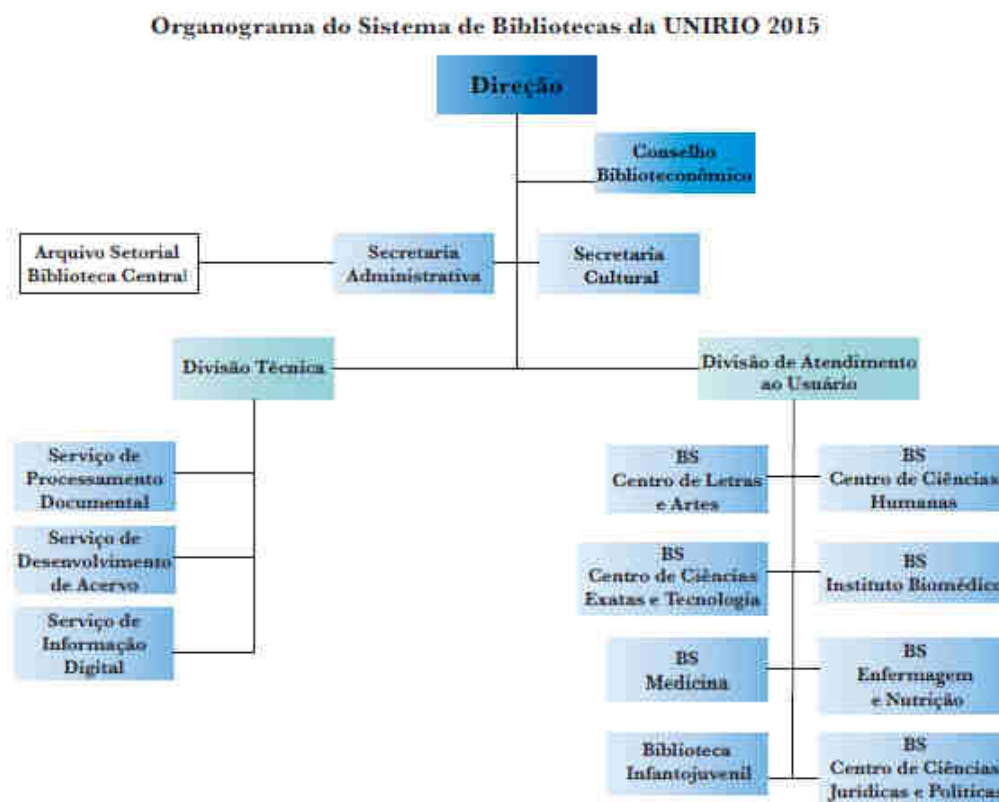 Organograma do Sistema de Bibliotecas da UNIRIO 2015
Direção
Conselho
Biblioteconômico
Arquivo Setorial
Biblioteca Central
Secretaria
Administrativa
Secretaria
Cultural
Divisão Técnica
Divisão de Atendimento
ao Usuário
Serviço de
Processamento
Documental
Serviço de
Desenvolvimento
de Acervo
Serviço de
Informação
Digital
BS
Centro de Letras
e Artes
BS
Centro de Ciências
Humanas
BS
Centro de Ciências
Exatas e Tecnologia
BS
Instituto Biomédico
BS
Medicina
BS
Enfermagem
e Nutrição
Biblioteca
Infantojuvenil
BS
Centro de Ciências
Jurídicas e Políticas